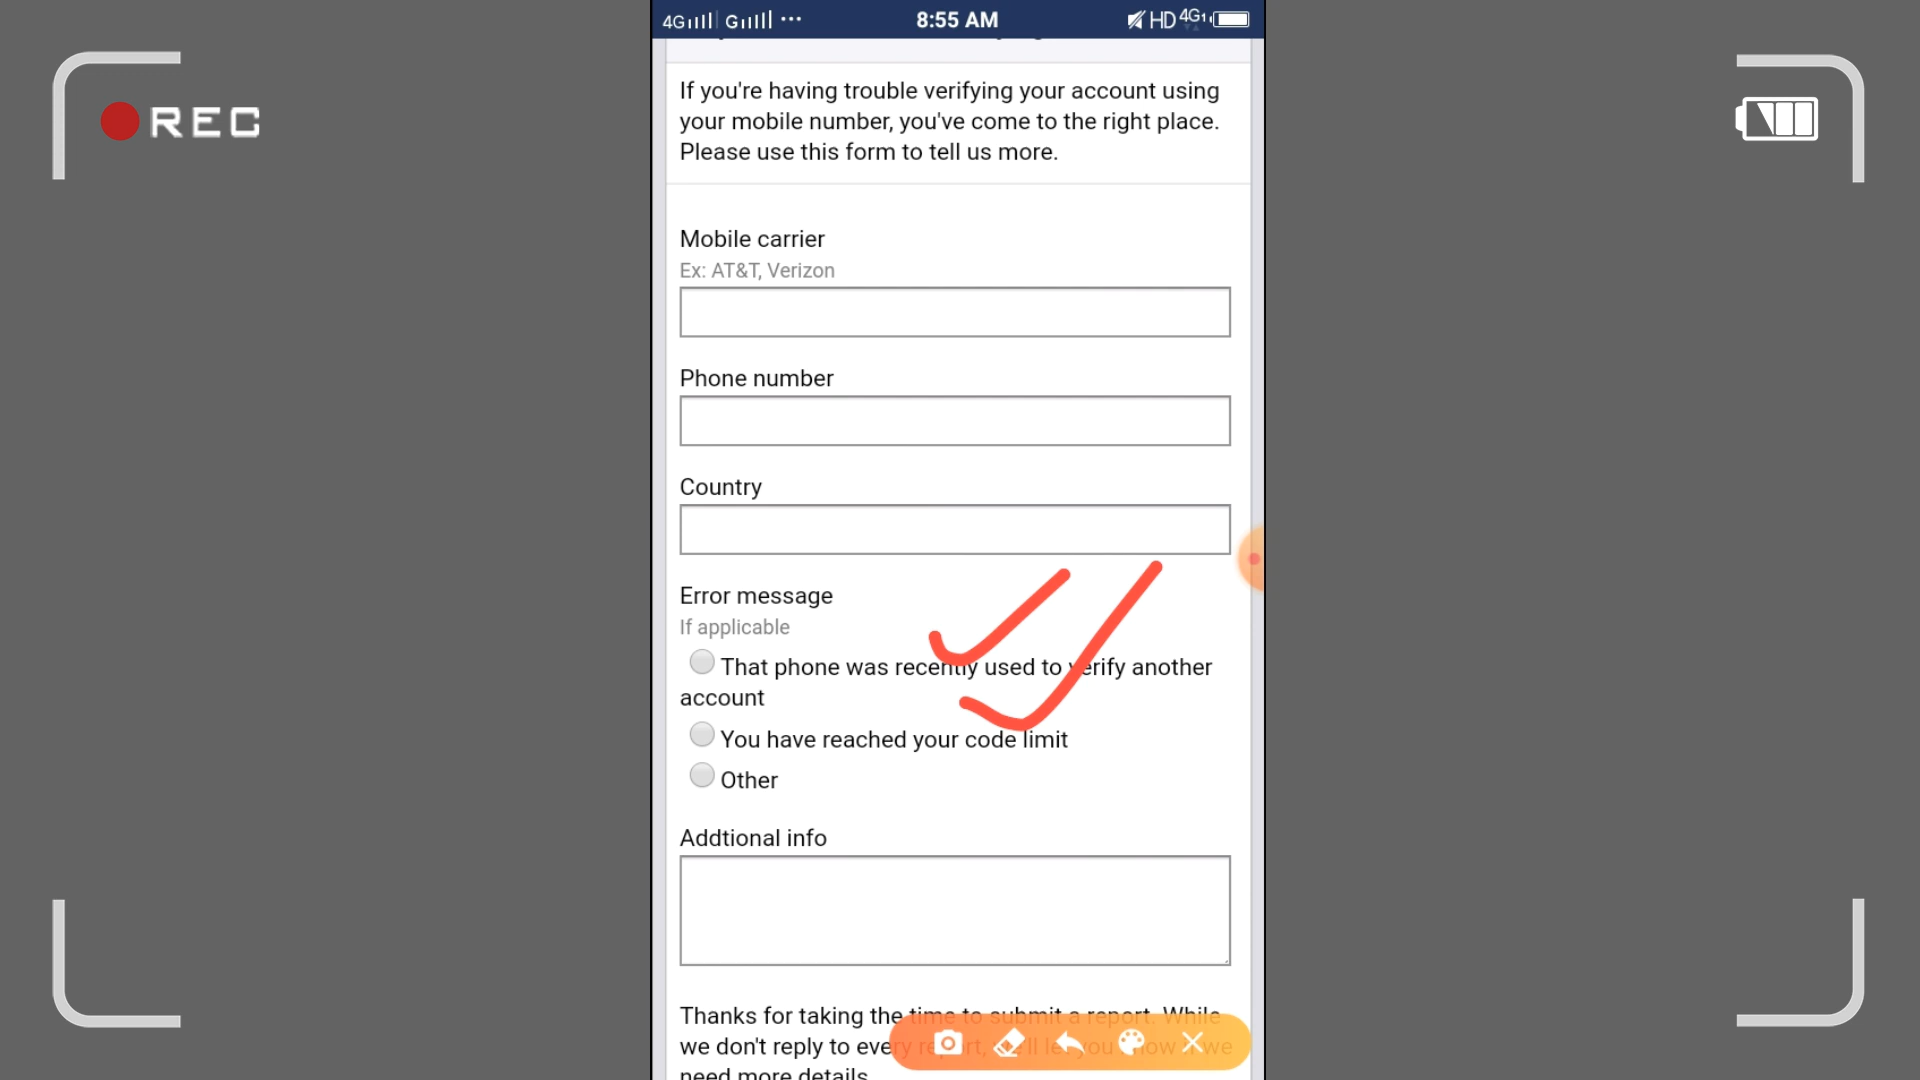 4G G ... 8:55 AM HD 4G1
REC
If you're having trouble verifying your account using
your mobile number, you've come to the right place.
Please use this form to tell us more.
Mobile carrier
Ex: AT&T, Verizon
Phone number
Country
Error message
If applicable
That phone was recently used to verify another
account
You have reached your code limit
Other
Addtional info
Thanks for taking the time to submit a report. While
we don't reply to every report, we'll let you know if we
need more details